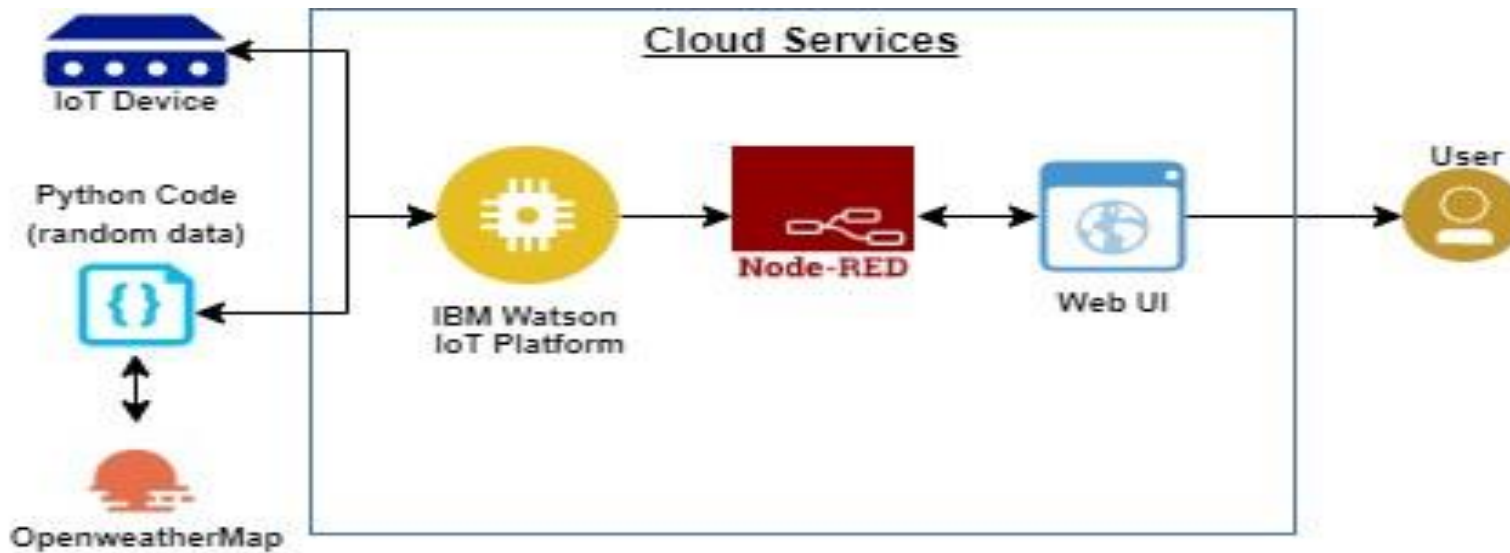 Cloud Services
IoT Device
Python Code
(random data)
OpenweatherMap
IBM Watson
IoT Platform
Node-RED
Web UI
User